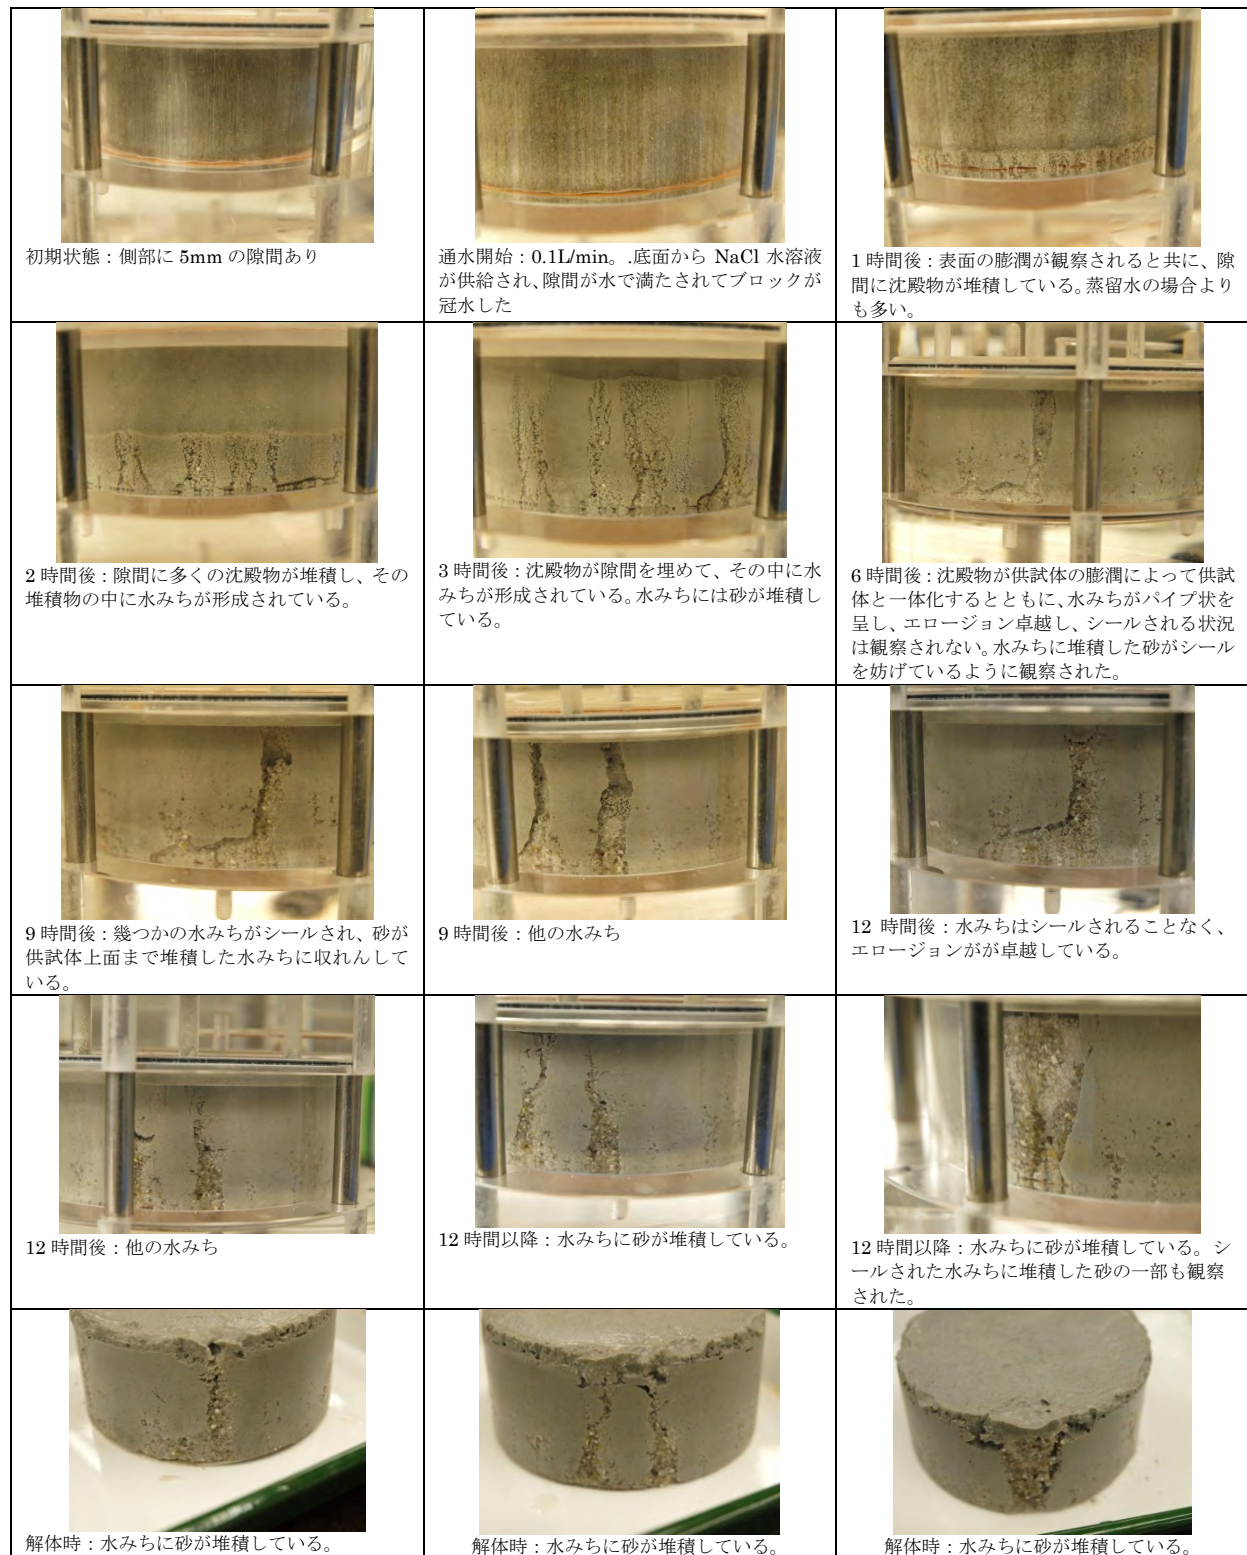 初期状態：側部に 5mm の隙間あり
通水開始：0.1L/min。.底面から NaCl 水溶液
が供給され、隙間が水で満たされてブロックが
冠水した
1 時間後：表面の膨潤が観察されると共に、隙
間に沈殿物が堆積している。蒸留水の場合より
も多い。
2 時間後：隙間に多くの沈殿物が堆積し、その
堆積物の中に水みちが形成されている。
3 時間後：沈殿物が隙間を埋めて、その中に水
みちが形成されている。水みちには砂が堆積し
ている。
6 時間後：沈殿物が供試体の膨潤によって供試
体と一体化するとともに、水みちがパイプ状を
呈し、エロージョン卓越し、シールされる状況
は観察されない。水みちに堆積した砂がシール
を妨げているように観察された。
9 時間後：幾つかの水みちがシールされ、砂が
供試体上面まで堆積した水みちに収れんして
いる。
9 時間後：他の水みち
12 時間後：水みちはシールされることなく、
エロージョンがが卓越している。
12 時間後：他の水みち
12 時間以降：水みちに砂が堆積している。
12 時間以降：水みちに砂が堆積している。シ
ールされた水みちに堆積した砂の一部も観察
された。
解体時：水みちに砂が堆積している。
解体時：水みちに砂が堆積している。
解体時：水みちに砂が堆積している。